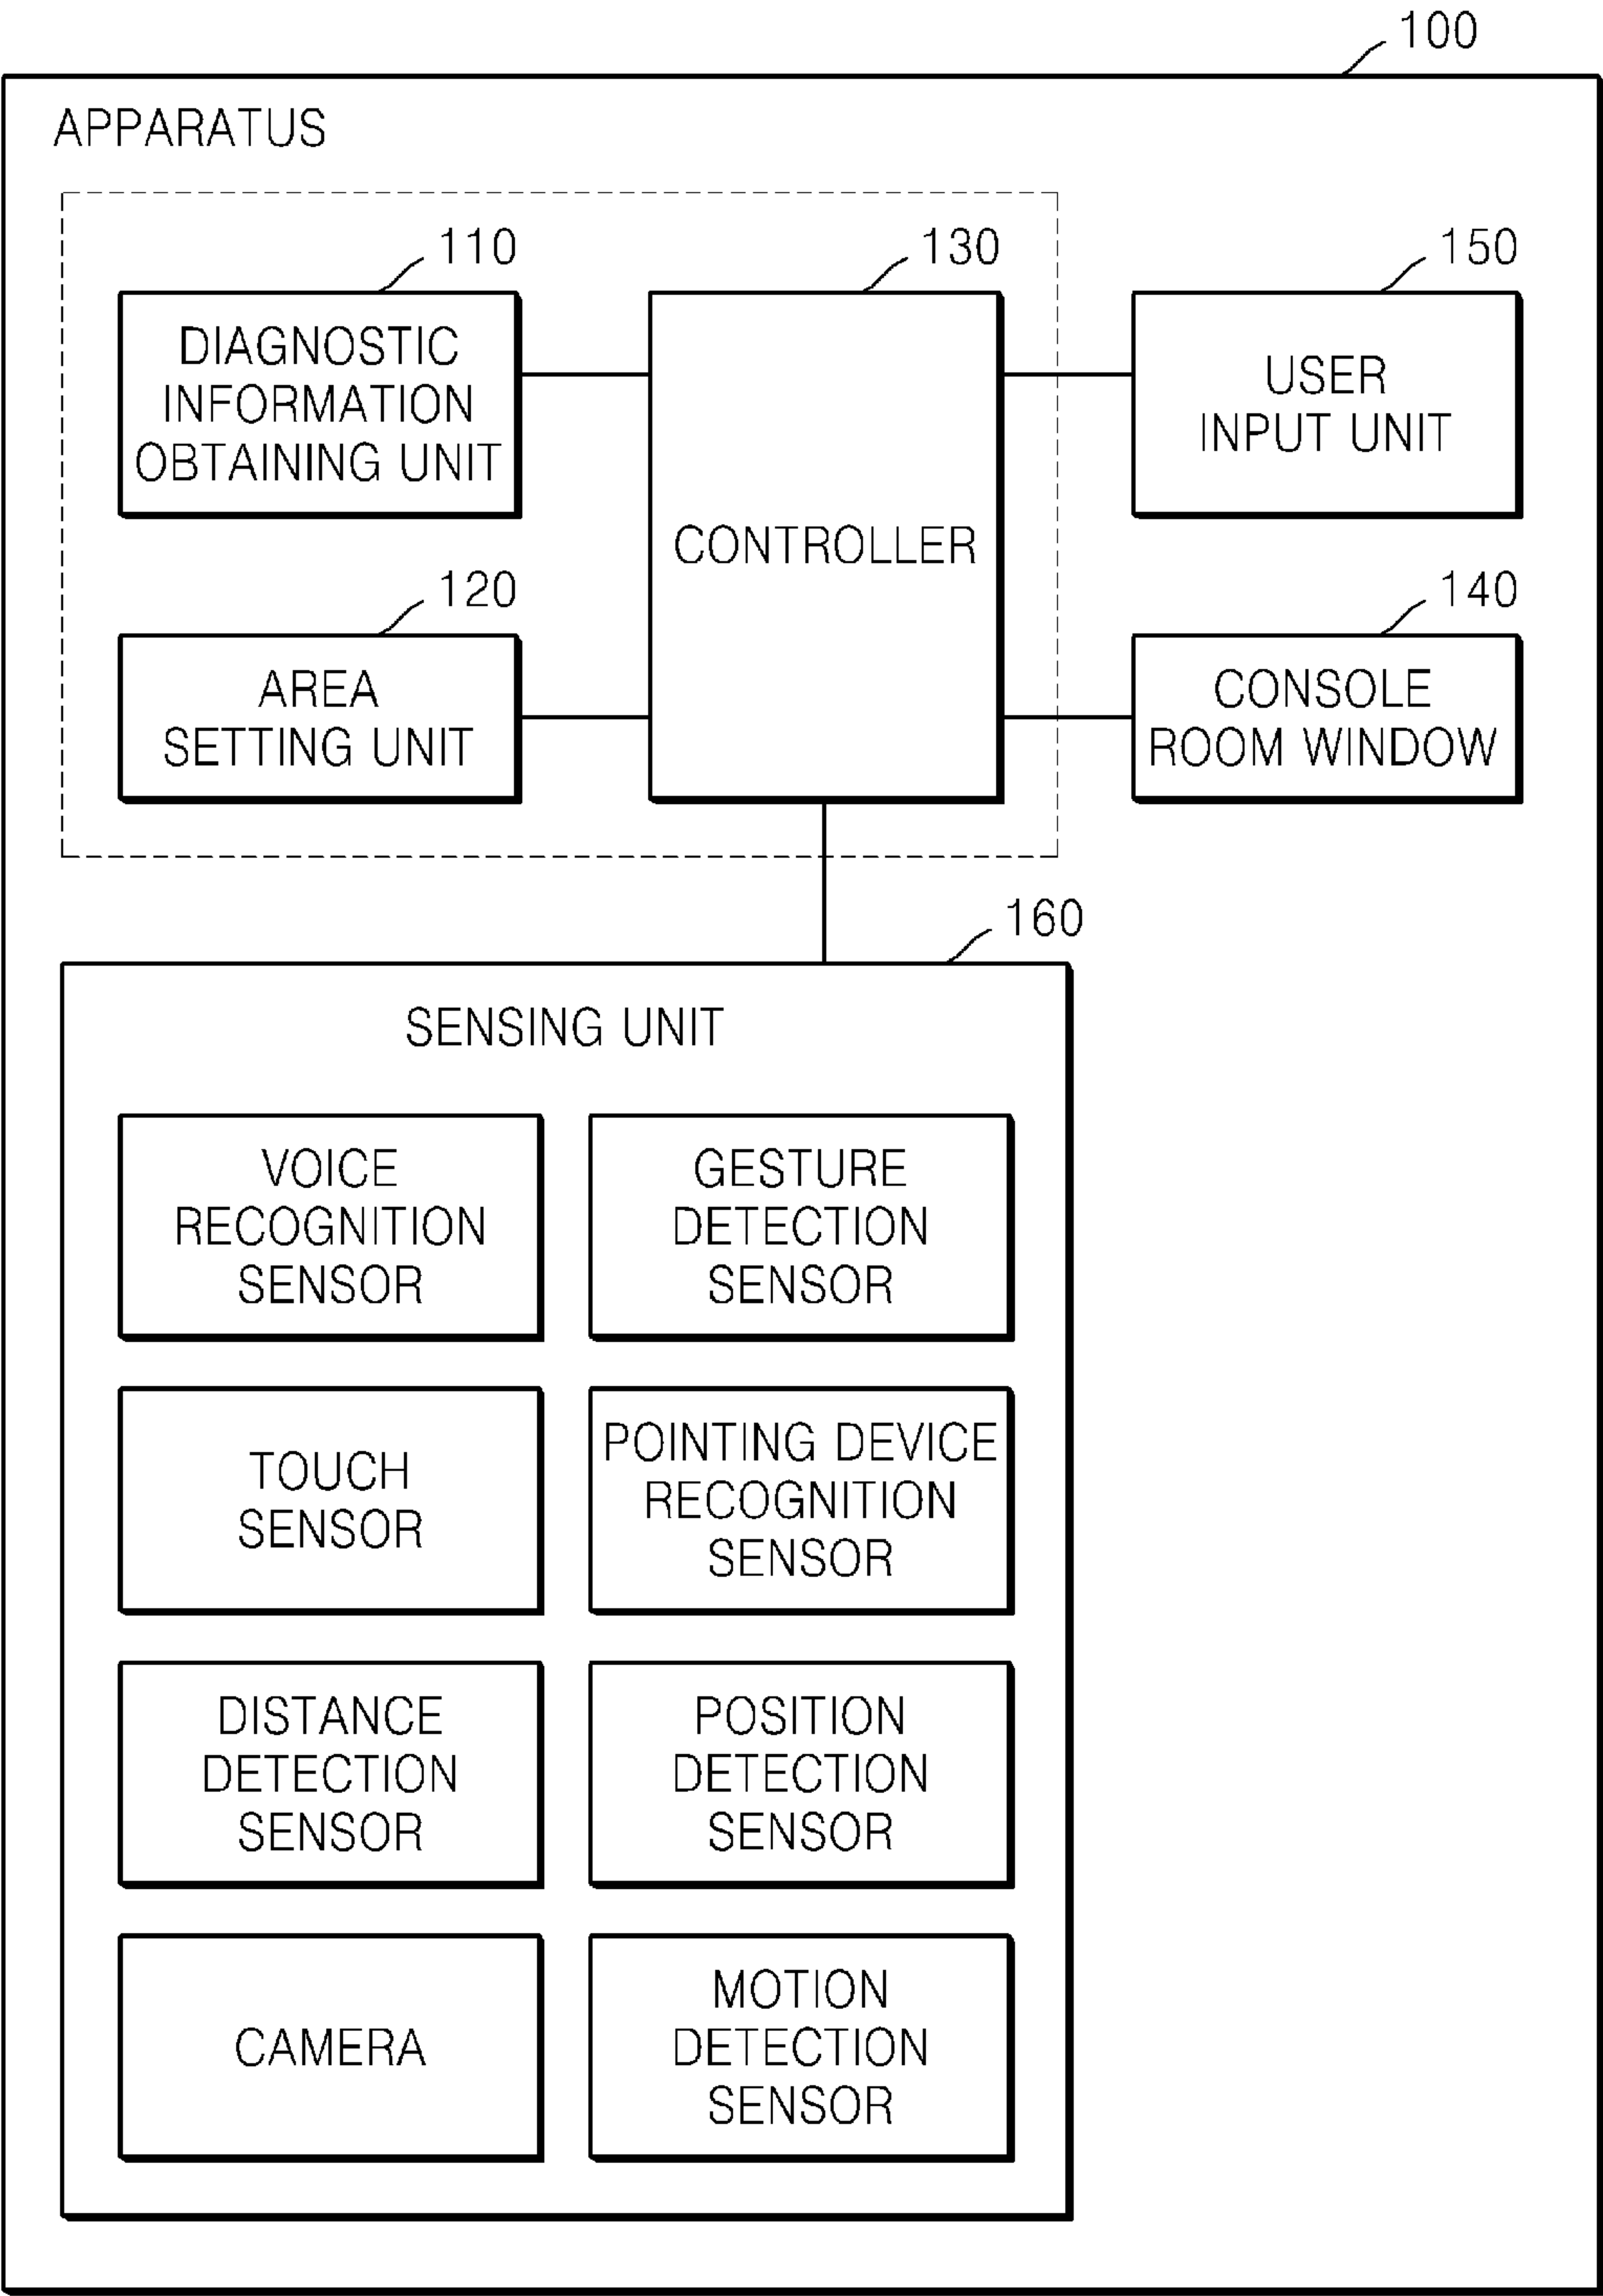 100
APPARATUS
110
DIAGNOSTIC
INFORMATION
OBTAINING UNIT
130
CONTROLLER
150
USER
INPUT UNIT
120
AREA
SETTING UNIT
140
CONSOLE
ROOM WINDOW
160
SENSING UNIT
VOICE
RECOGNITION
SENSOR
GESTURE
DETECTION
SENSOR
TOUCH
SENSOR
POINTING DEVICE
RECOGNITION
SENSOR
DISTANCE
DETECTION
SENSOR
POSITION
DETECTION
SENSOR
CAMERA
MOTION
DETECTION
SENSOR